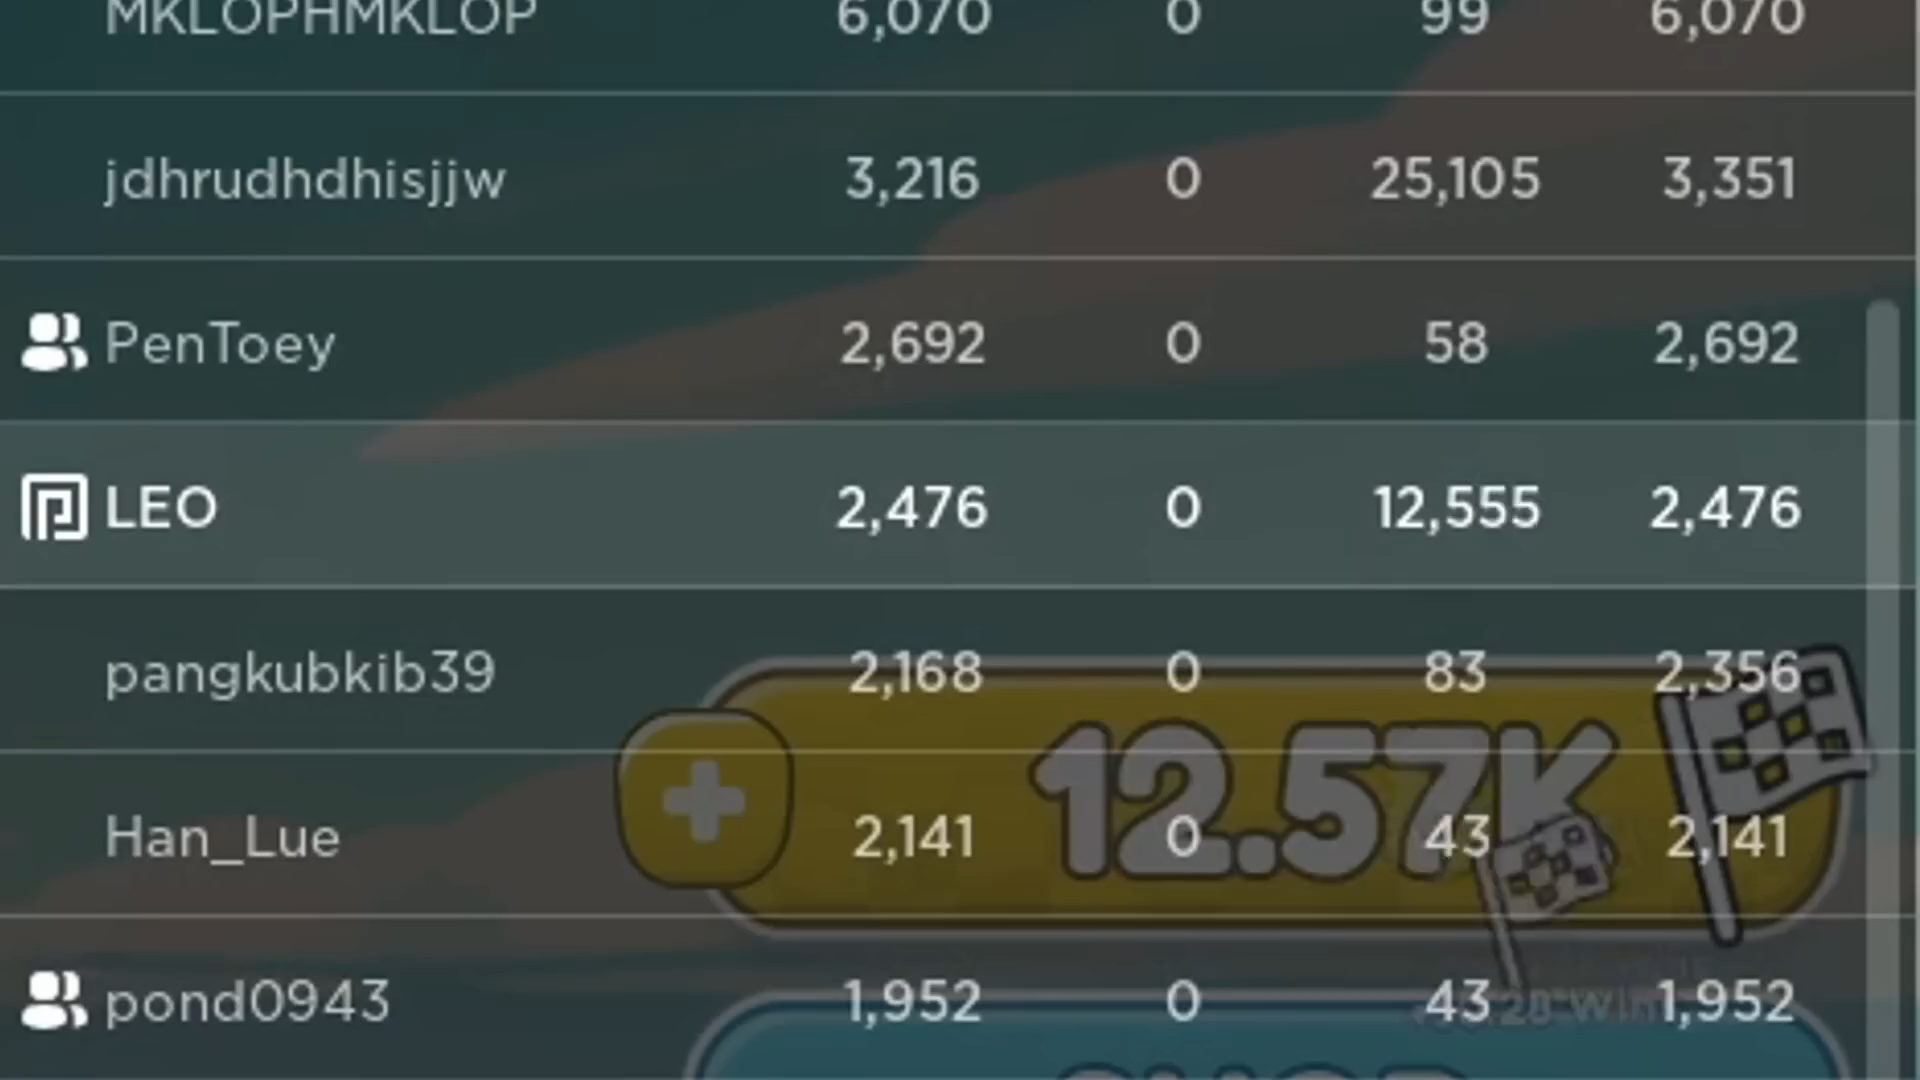 MKLOPHMKLOP 6,070 0 99 6,070
jdhrudhdhisjjw 3,216 0 25,105 3,351
PenToey 2,692 0 58 2,692
LEO 2,476 0 12,555 2,476
pangkubkib39 2,168 0 83 2,356
12.57K
Han_Lue 2,141 0 43 2,141
pond0943 1,952 0 43 1,952